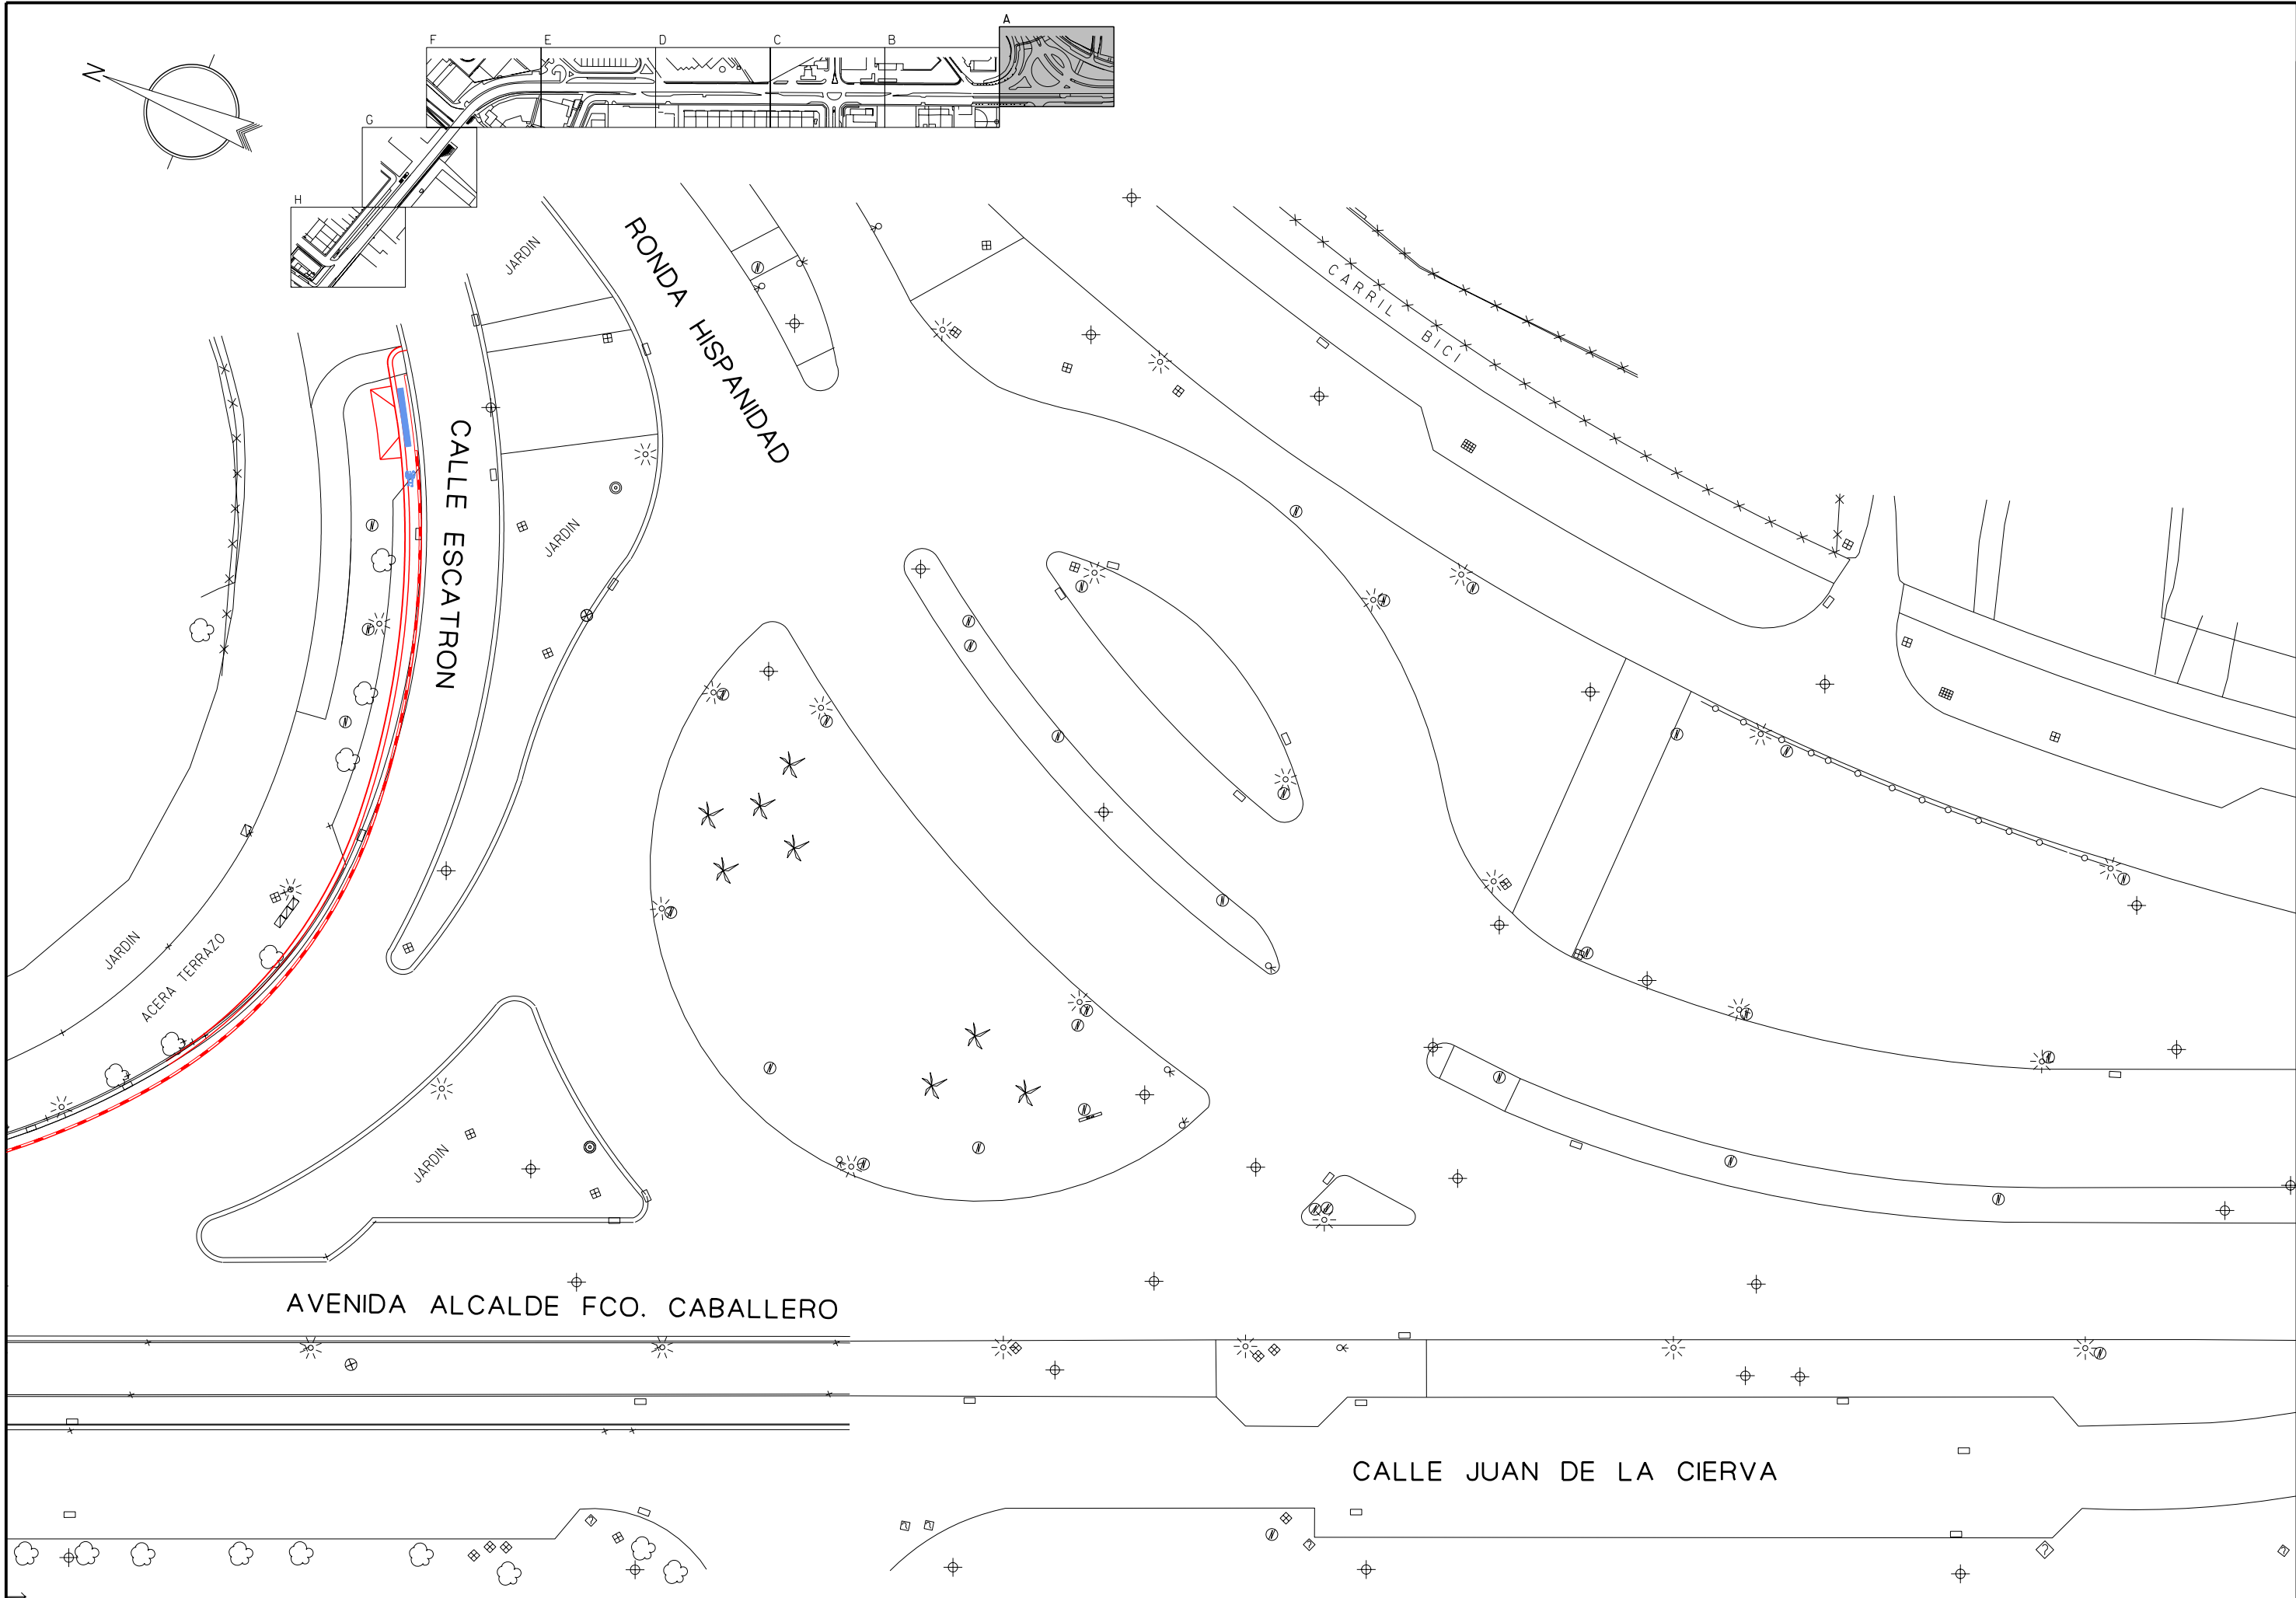 A
F
E
D
C
B
N
G
H
JARDIN
RONDA HISPANIDAD
CARRIL BICI
CALLE ESCATRON
JARDIN
JARDIN
ACERA TERRAZO
JARDIN
AVENIDA ALCALDE FCO. CABALLERO
CALLE JUAN DE LA CIERVA